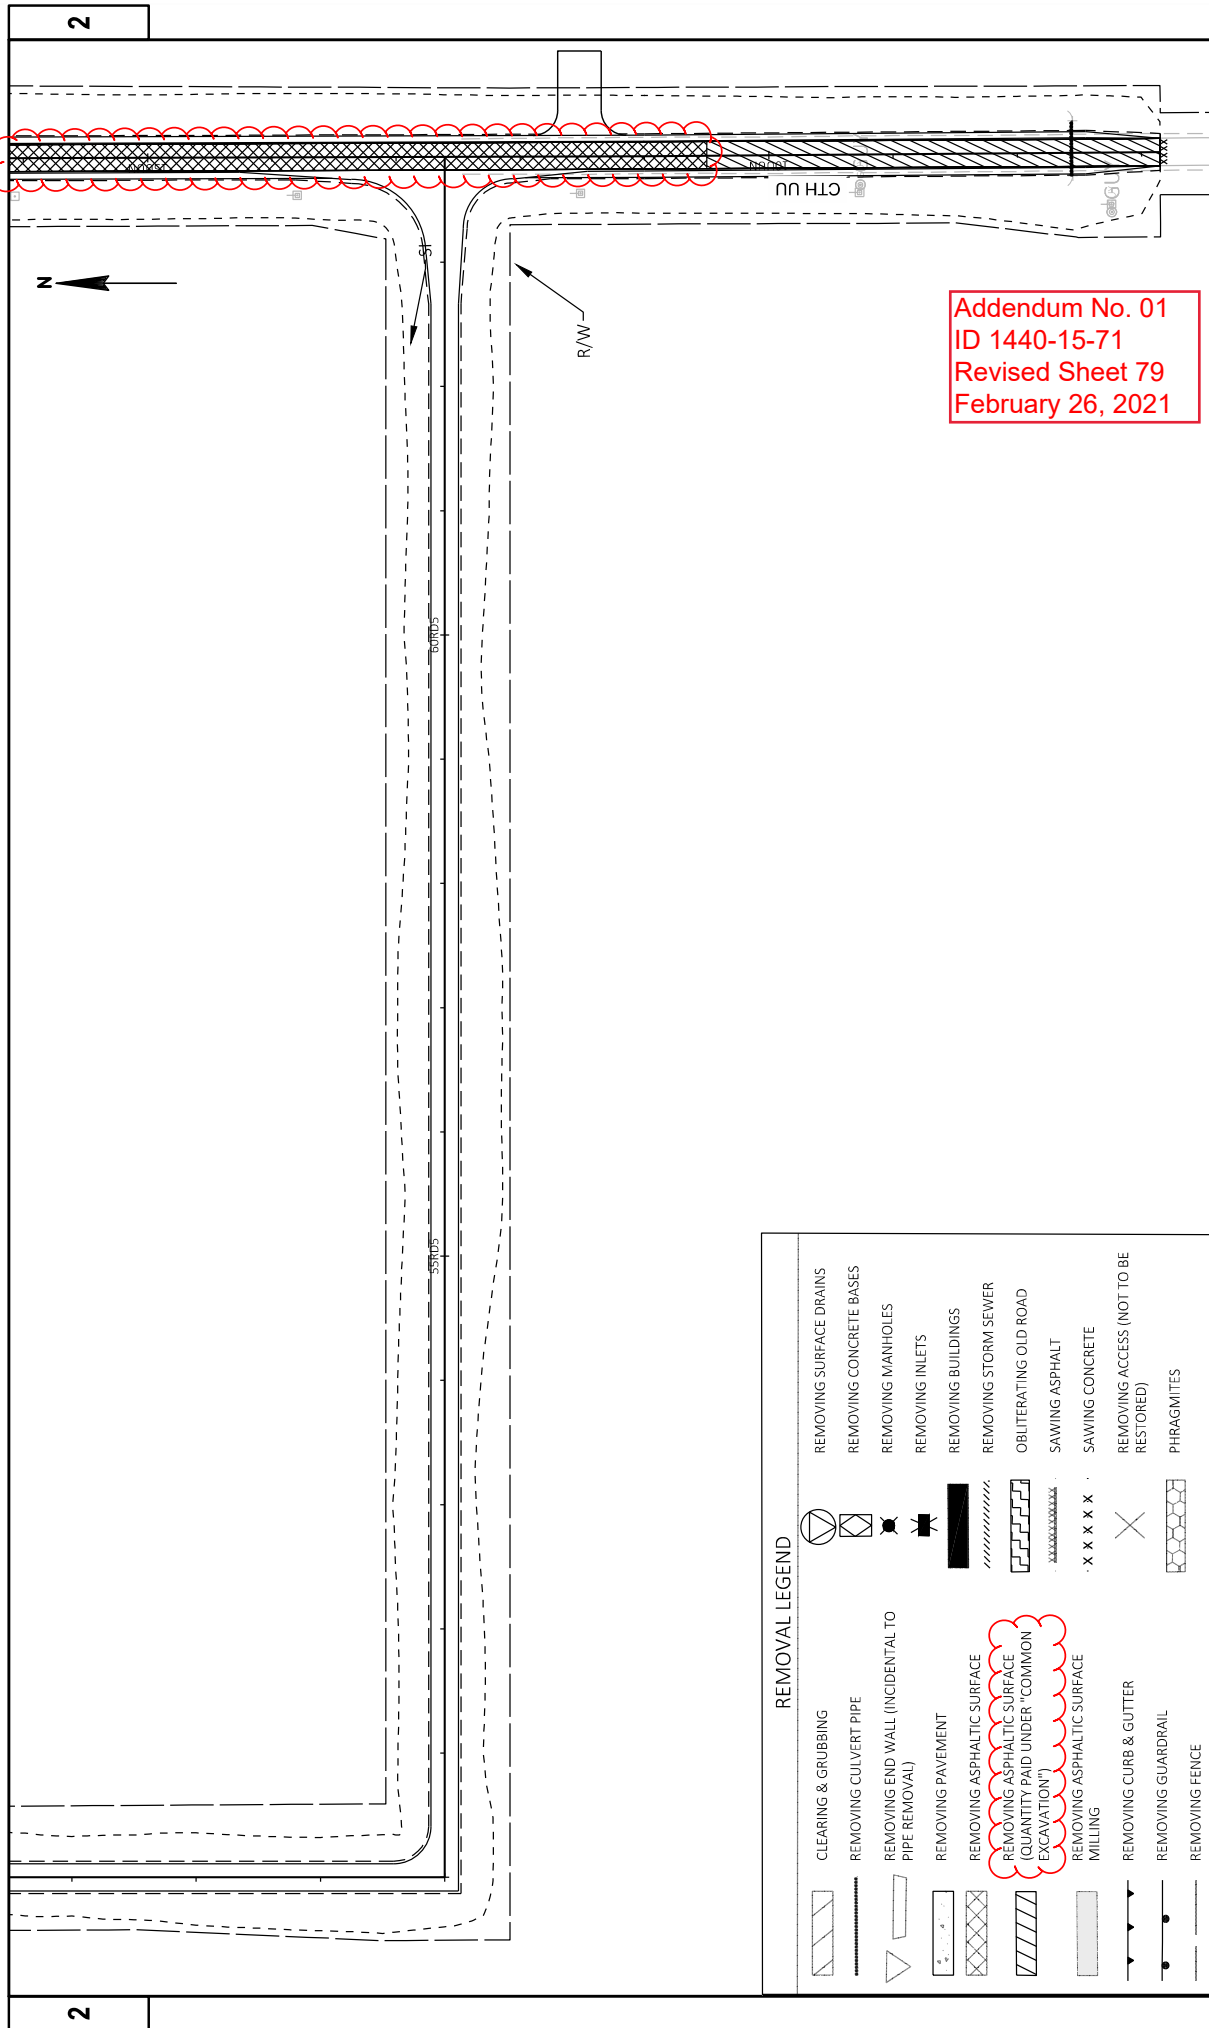 2
CTH UU
N
SI
R/W
Addendum No. 01
ID 1440-15-71
Revised Sheet 79
February 26, 2021
60RD5
55RD5
REMOVAL LEGEND
CLEARING & GRUBBING
REMOVING CULVERT PIPE
REMOVING END WALL (INCIDENTAL TO
PIPE REMOVAL)
REMOVING PAVEMENT
REMOVING ASPHALTIC SURFACE
REMOVING ASPHALTIC SURFACE
(QUANTITY PAID UNDER "COMMON
EXCAVATION")
REMOVING ASPHALTIC SURFACE
MILLING
REMOVING CURB & GUTTER
REMOVING GUARDRAIL
REMOVING FENCE
REMOVING SURFACE DRAINS
REMOVING CONCRETE BASES
REMOVING MANHOLES
REMOVING INLETS
REMOVING BUILDINGS
REMOVING STORM SEWER
OBLITERATING OLD ROAD
SAWING ASPHALT
SAWING CONCRETE
REMOVING ACCESS (NOT TO BE
RESTORED)
PHRAGMITES
2